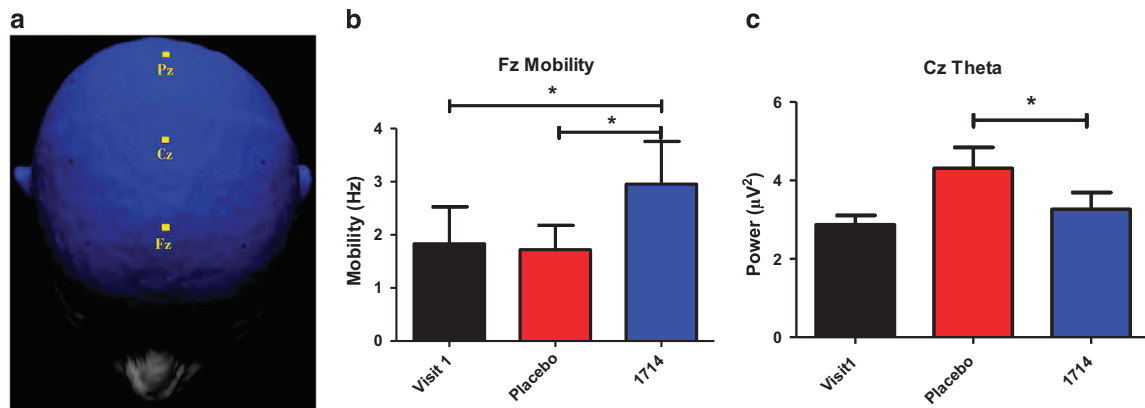 a
Pz
Cz
Fz
b
Fz Mobility
*
*
Mobility (Hz)
4
3
2
1
0
Visit 1
Placebo
1714
c
Cz Theta
*
Power (μV²)
6
4
2
0
Visit1
Placebo
1714